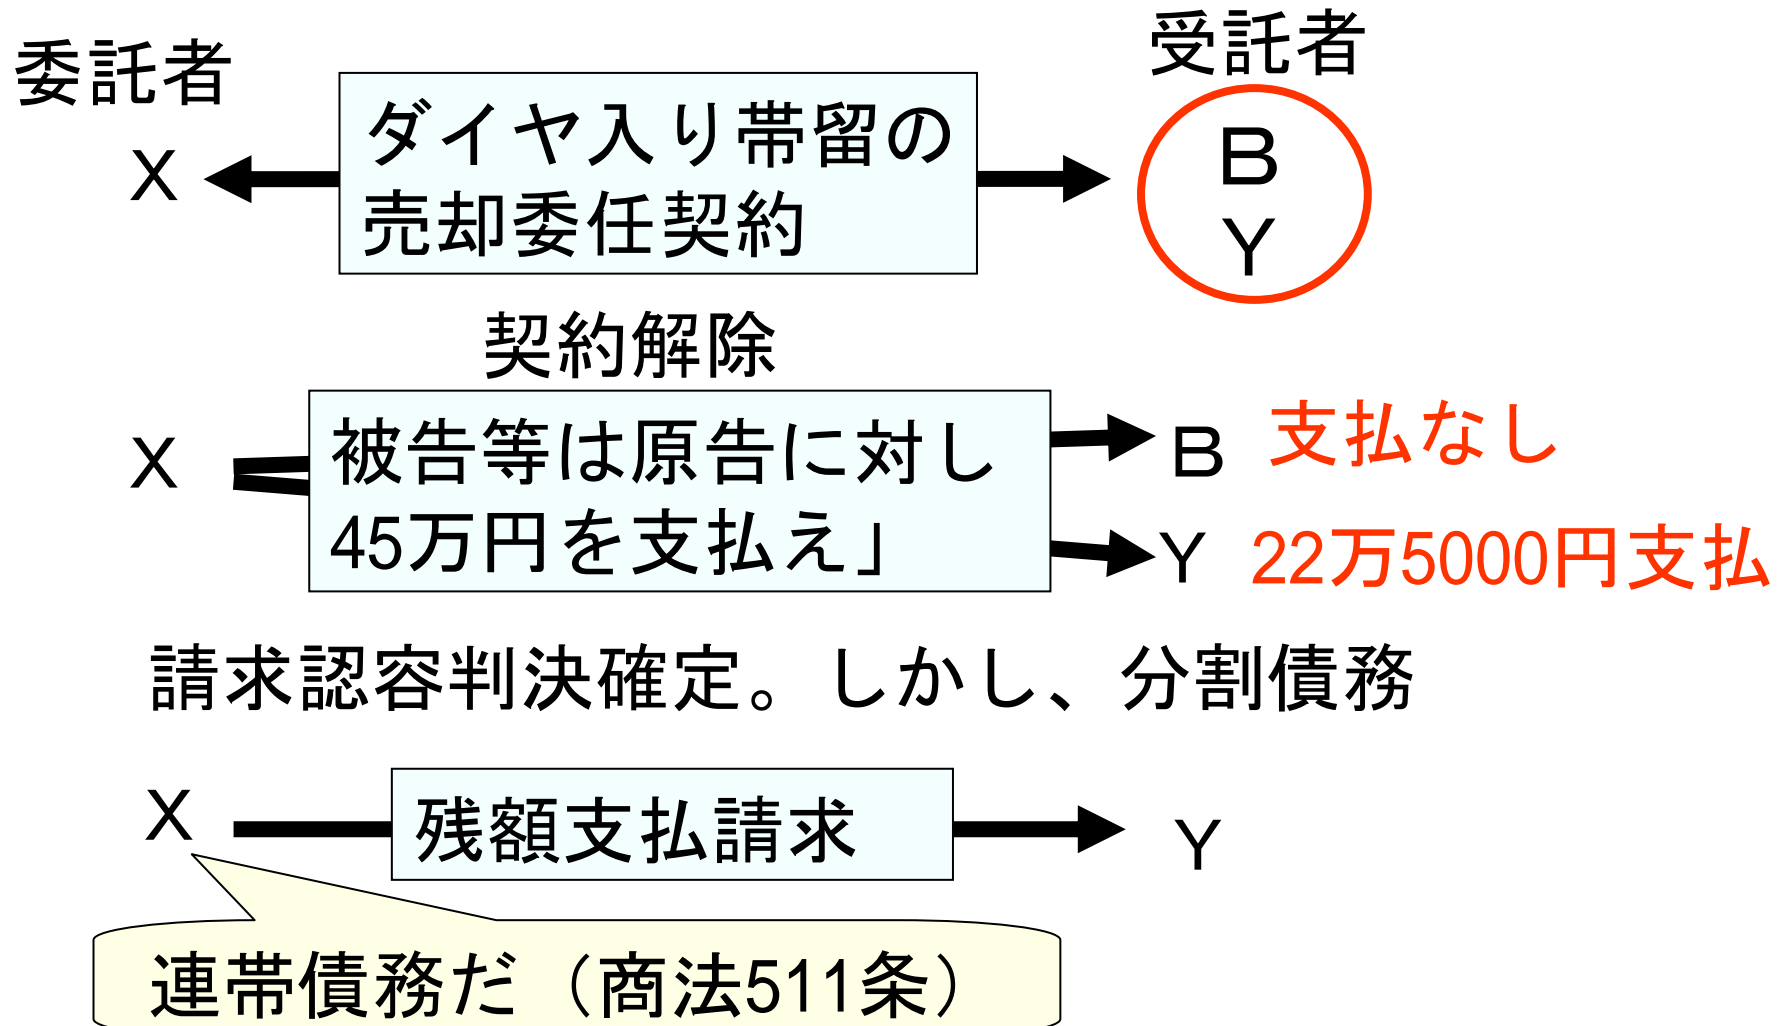 委託者
受託者
X
ダイヤ入り帯留の
売却委任契約
B
Y
契約解除
X
被告等は原告に対し
45万円を支払え」
B
支払なし
Y
22万5000円支払
請求認容判決確定。しかし、分割債務
X
残額支払請求
Y
連帯債務だ（商法511条）